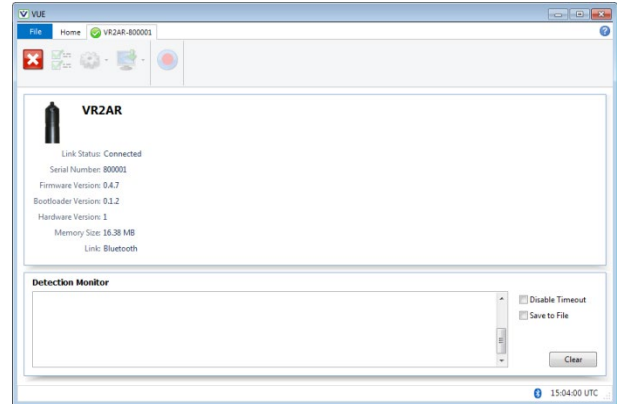 VUE
File Home VR2AR-800001
VR2AR
Link Status: Connected
Serial Number: 800001
Firmware Version: 0.4.7
Bootloader Version: 0.1.2
Hardware Version: 1
Memory Size: 16.38 MB
Link: Bluetooth
Detection Monitor
Disable Timeout
Save to File
Clear
15:04:00 UTC